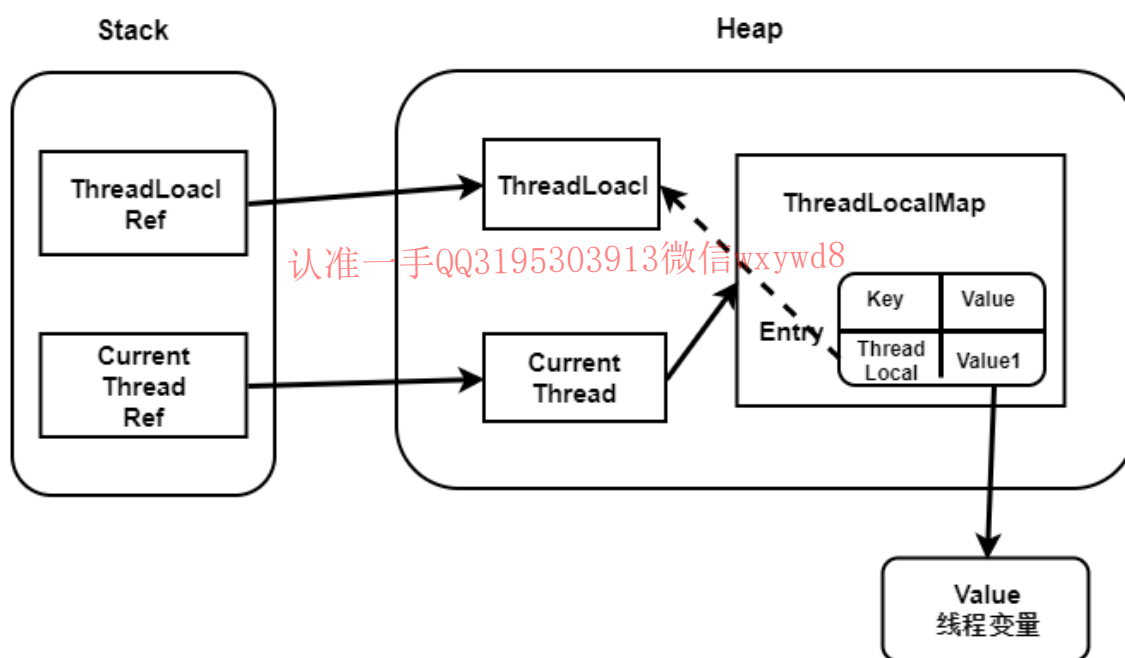 Stack
Heap
ThreadLoacl
Ref
ThreadLoacl
ThreadLocalMap
认准一手QQ3195303913微信wxywd8
Key
Value
Entry
Thread
Local
Value1
Current
Thread
Ref
Current
Thread
Value
线程变量